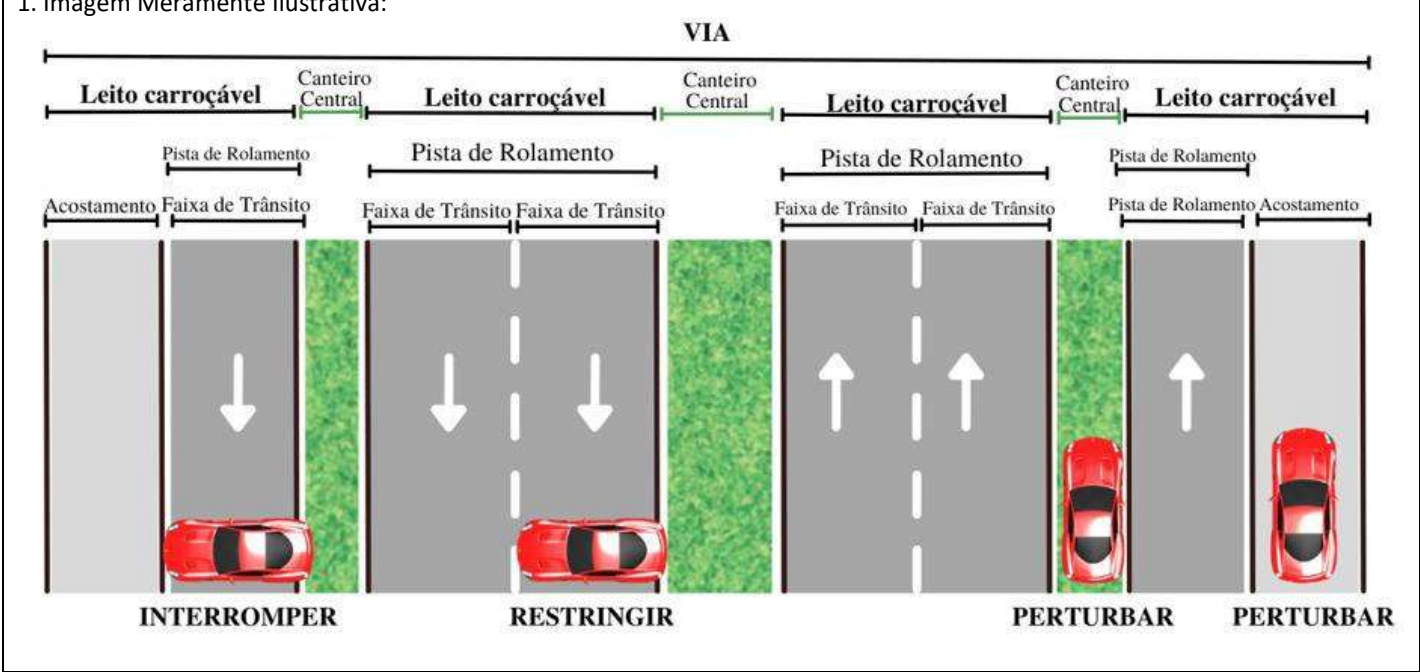 1. Imagem Meramente Ilustrativa:
VIA
Leito carroçável
Canteiro
Central
Leito carroçável
Canteiro
Central
Leito carroçável
Canteiro
Central
Leito carroçável
Pista de Rolamento
Pista de Rolamento
Pista de Rolamento
Pista de Rolamento
Acostamento
Faixa de Trânsito
Faixa de Trânsito
Faixa de Trânsito
Faixa de Trânsito
Faixa de Trânsito
Pista de Rolamento
Acostamento
INTERROMPER
RESTRINGIR
PERTURBAR
PERTURBAR